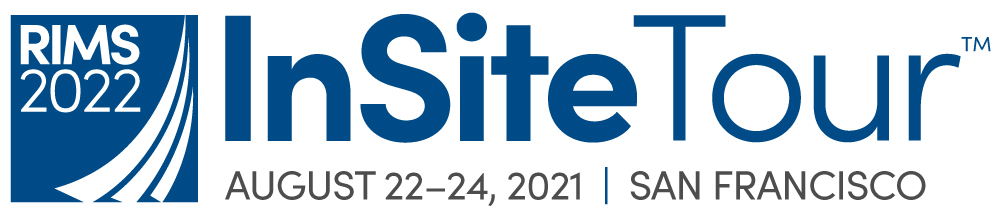 RIMS
2022
InSiteTour™
AUGUST 22–24, 2021 | SAN FRANCISCO